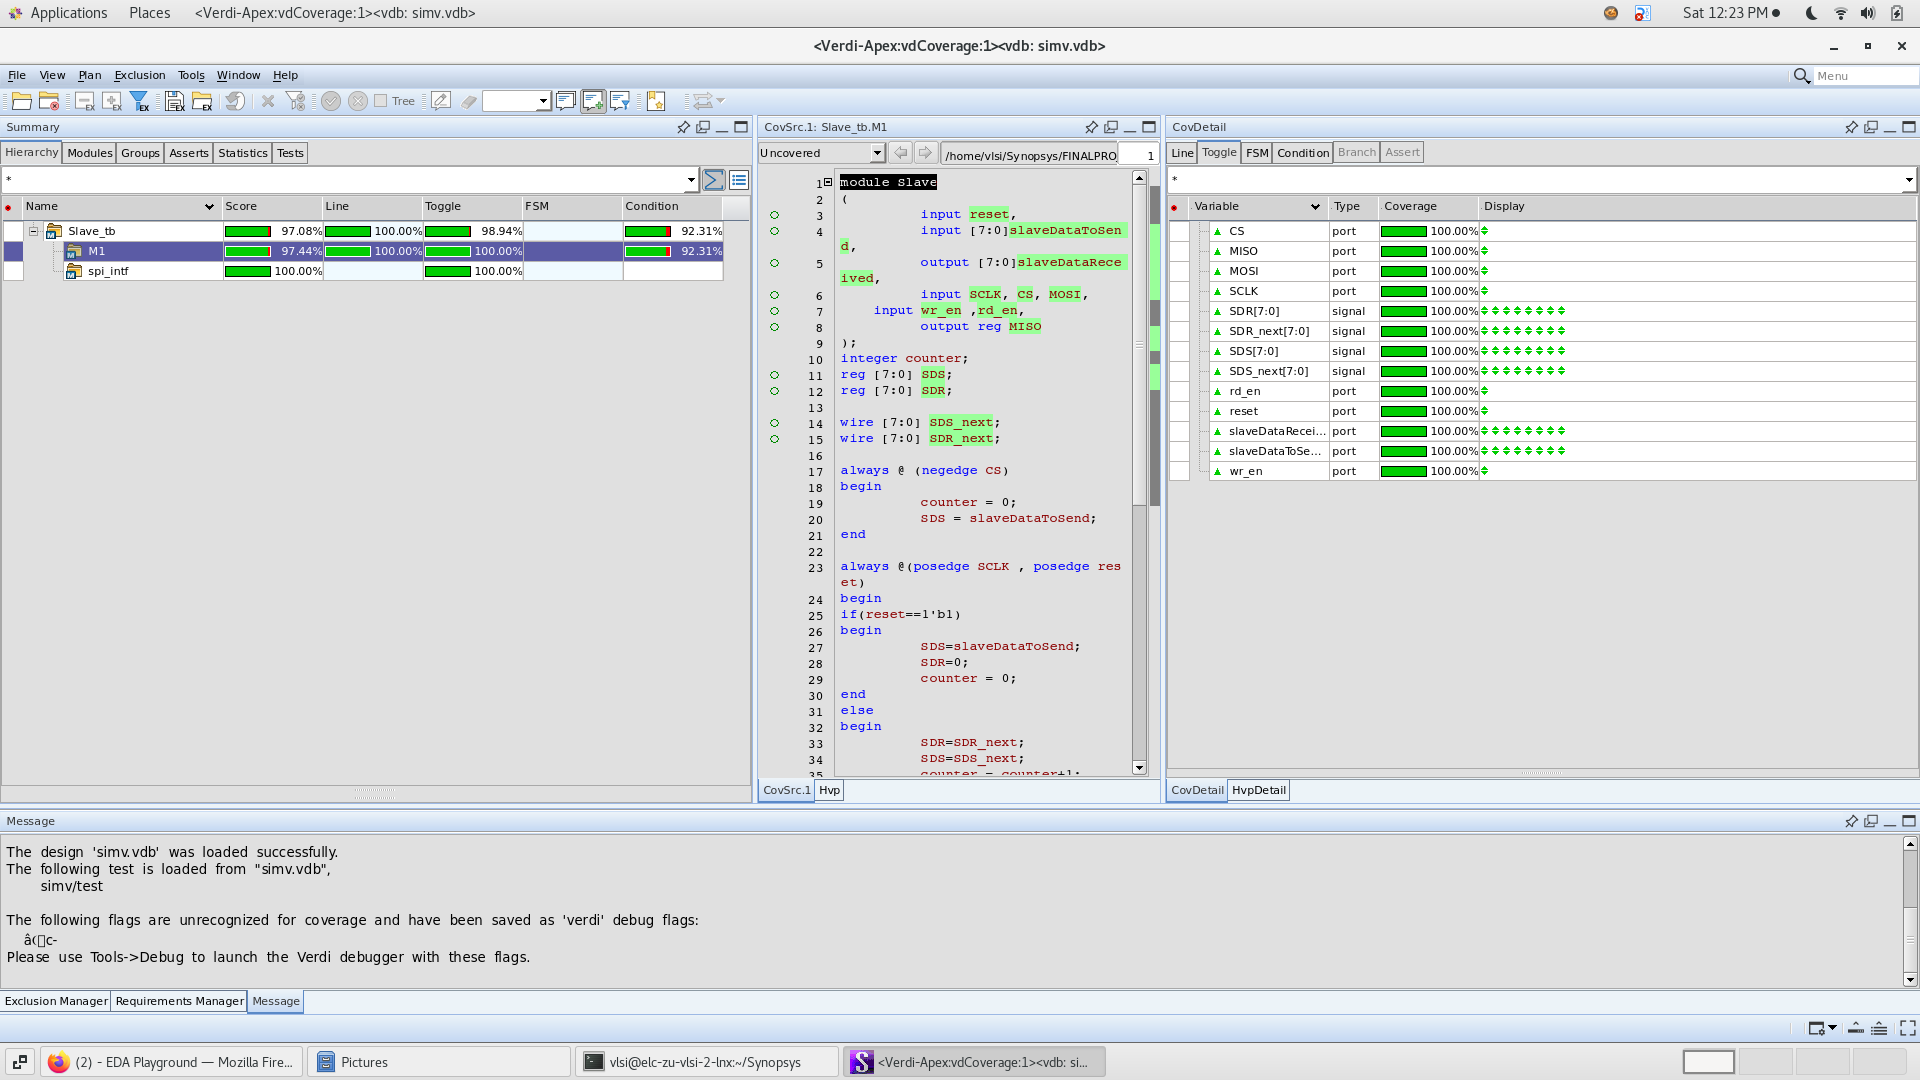 Applications Places <Verdi-Apex:vdCoverage:1><vdb: simv.vdb> Sat 12:23 PM
<Verdi-Apex:vdCoverage:1><vdb: simv.vdb>
File View Plan Exclusion Tools Window Help Menu
Tree
Summary
Hierarchy Modules Groups Asserts Statistics Tests
*
Name Score Line Toggle FSM Condition
Slave_tb 97.08% 100.00% 98.94% 92.31%
M1 97.44% 100.00% 100.00% 92.31%
spi_intf 100.00% 100.00%
CovSrc.1: Slave_tb.M1
Uncovered /home/vlsi/Synopsys/FINALPRO 1
1 module Slave
2 (
3 input reset,
4 input [7:0]slaveDataToSen
d,
5 output [7:0]slaveDataRece
ived,
6 input SCLK, CS, MOSI,
7 input wr_en ,rd_en,
8 output reg MISO
9 );
10 integer counter;
11 reg [7:0] SDS;
12 reg [7:0] SDR;
13
14 wire [7:0] SDS_next;
15 wire [7:0] SDR_next;
16
17 always @ (negedge CS)
18 begin
19 counter = 0;
20 SDS = slaveDataToSend;
21 end
22
23 always @(posedge SCLK , posedge res
et)
24 begin
25 if(reset==1'b1)
26 begin
27 SDS=slaveDataToSend;
28 SDR=0;
29 counter = 0;
30 end
31 else
32 begin
33 SDR=SDR_next;
34 SDS=SDS_next;
35 counter = counter+1;
CovSrc.1 Hvp
CovDetail
Line Toggle FSM Condition Branch Assert
*
Variable Type Coverage Display
CS port 100.00%
MISO port 100.00%
MOSI port 100.00%
SCLK port 100.00%
SDR[7:0] signal 100.00%
SDR_next[7:0] signal 100.00%
SDS[7:0] signal 100.00%
SDS_next[7:0] signal 100.00%
rd_en port 100.00%
reset port 100.00%
slaveDataRecei... port 100.00%
slaveDataToSe... port 100.00%
wr_en port 100.00%
CovDetail HvpDetail
Message
The design 'simv.vdb' was loaded successfully.
The following test is loaded from "simv.vdb",
simv/test
The following flags are unrecognized for coverage and have been saved as 'verdi' debug flags:
Please use Tools->Debug to launch the Verdi debugger with these flags.
Exclusion Manager Requirements Manager Message
(2) - EDA Playground — Mozilla Fire... Pictures vlsi@elc-zu-vlsi-2-lnx:~/Synopsys <Verdi-Apex:vdCoverage:1><vdb: si...